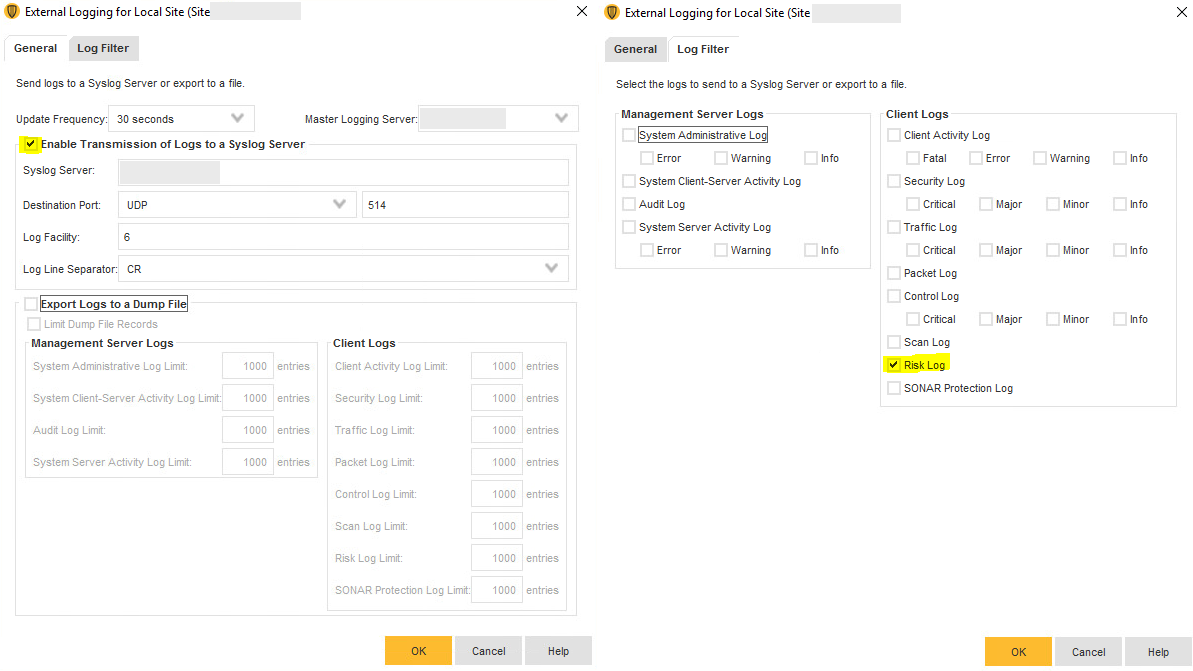 External Logging for Local Site (Site
General
Log Filter
Send logs to a Syslog Server or export to a file.
Update Frequency: 30 seconds
Master Logging Server:
Enable Transmission of Logs to a Syslog Server
Syslog Server:
Destination Port: UDP 514
Log Facility: 6
Log Line Separator: CR
Export Logs to a Dump File
Limit Dump File Records
Management Server Logs
System Administrative Log Limit: 1000 entries
System Client-Server Activity Log Limit: 1000 entries
Audit Log Limit: 1000 entries
System Server Activity Log Limit: 1000 entries
Client Logs
Client Activity Log Limit: 1000 entries
Security Log Limit: 1000 entries
Traffic Log Limit: 1000 entries
Packet Log Limit: 1000 entries
Control Log Limit: 1000 entries
Scan Log Limit: 1000 entries
Risk Log Limit: 1000 entries
SONAR Protection Log Limit: 1000 entries
OK
Cancel
Help
External Logging for Local Site (Site
General
Log Filter
Select the logs to send to a Syslog Server or export to a file.
Management Server Logs
System Administrative Log
Error Warning Info
System Client-Server Activity Log
Audit Log
System Server Activity Log
Error Warning Info
Client Logs
Client Activity Log
Fatal Error Warning Info
Security Log
Critical Major Minor Info
Traffic Log
Critical Major Minor Info
Packet Log
Control Log
Critical Major Minor Info
Scan Log
Risk Log
SONAR Protection Log
OK
Cancel
Help